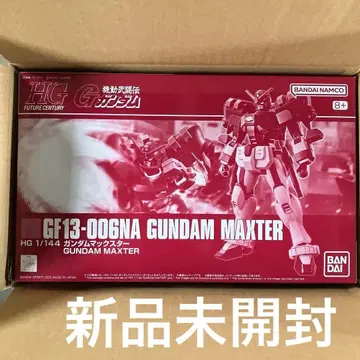 HG
FUTURE CENTURY
機動武闘伝
Gガンダム
BANDAI NAMCO
8+
GF13-006NA GUNDAM MAXTER
HG 1/144 ガンダムマックスター
GUNDAM MAXTER
BAN
DAI
新品未開封